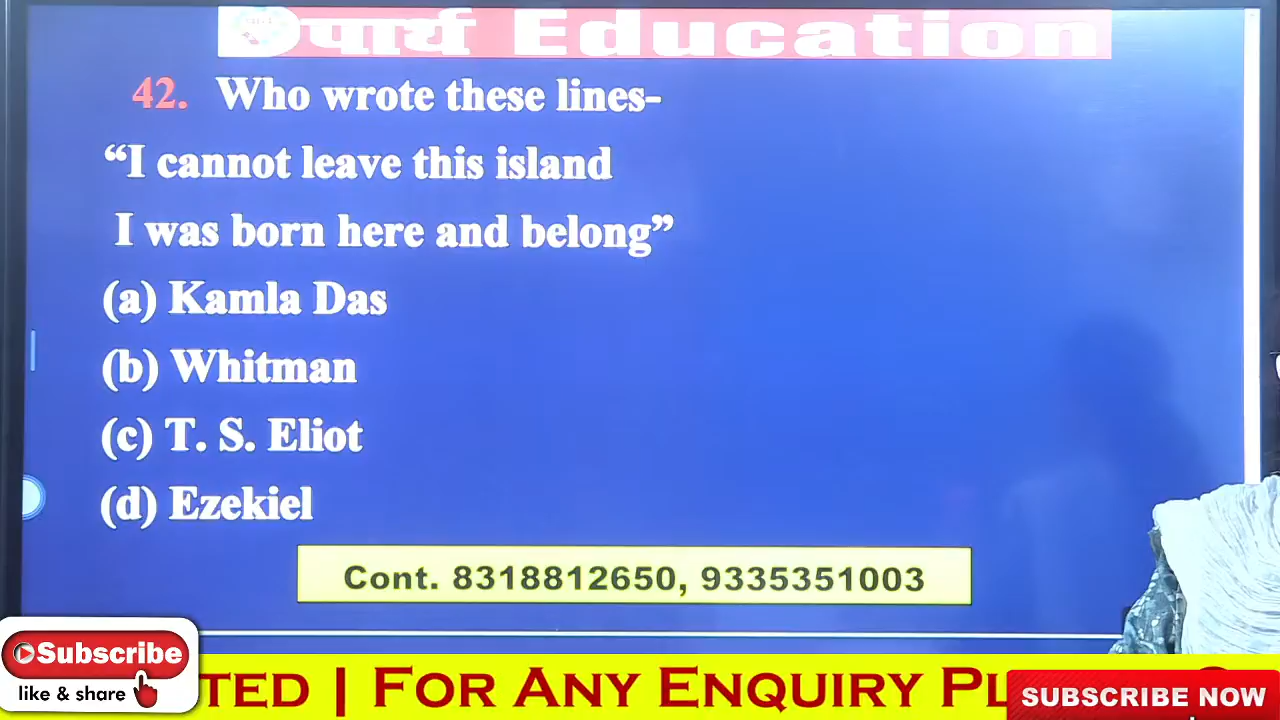 Education
42. Who wrote these lines-
“I cannot leave this island
I was born here and belong”
(a) Kamla Das
(b) Whitman
(c) T. S. Eliot
(d) Ezekiel
Cont. 8318812650, 9335351003
Subscribe
like & share
TED | FOR ANY ENQUIRY PL
SUBSCRIBE NOW